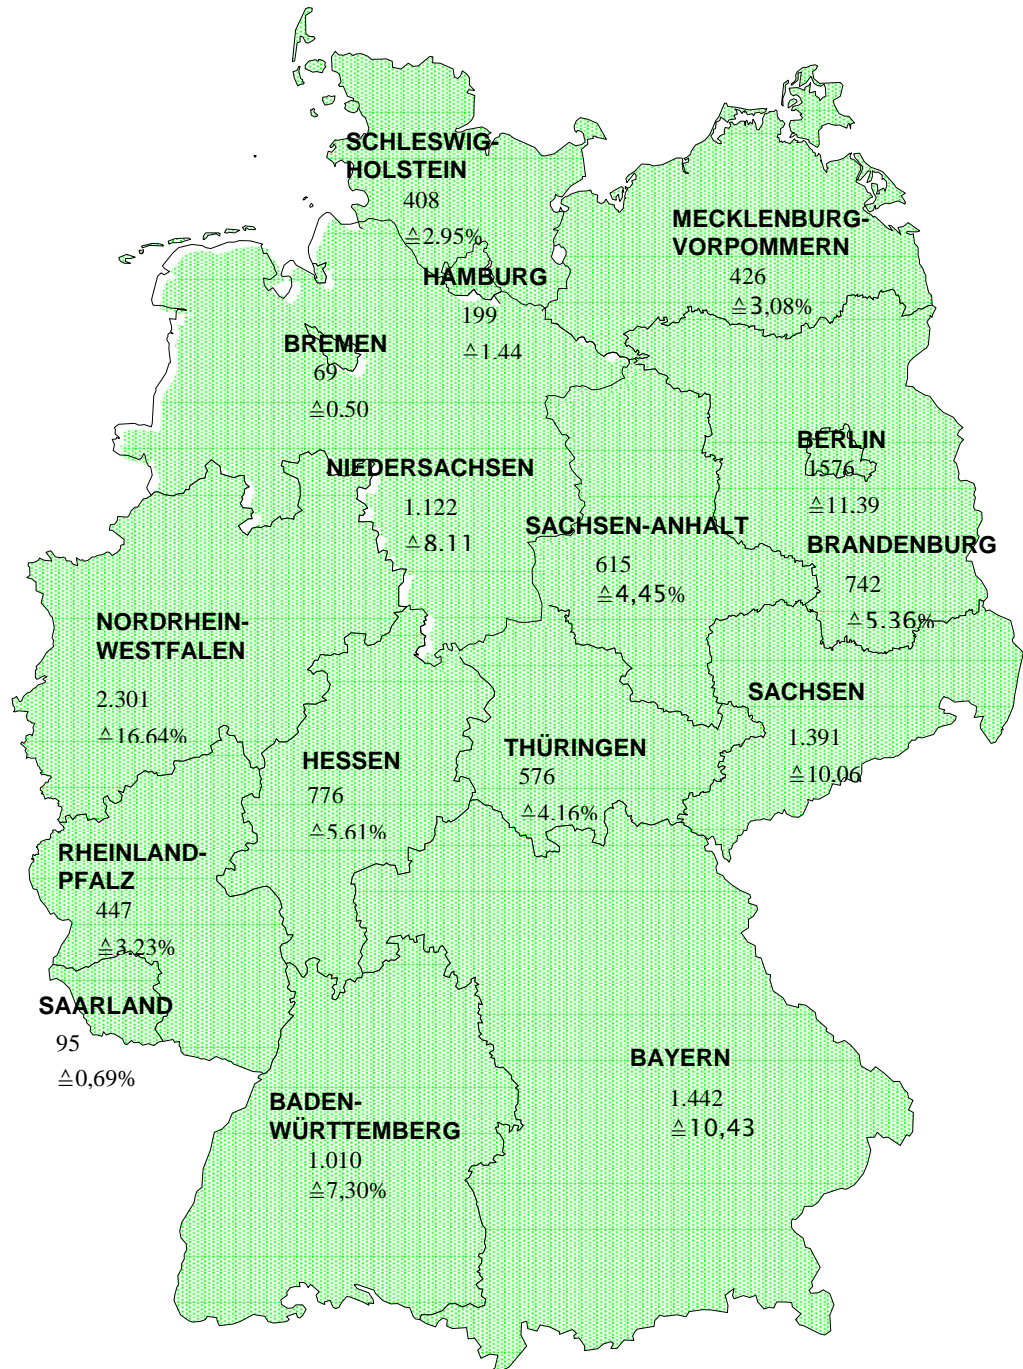 SCHLESWIG-
HOLSTEIN
408
≙2.95%
MECKLENBURG-
VORPOMMERN
426
≙3,08%
HAMBURG
199
≙1.44
BREMEN
69
≙0.50
BERLIN
1576
≙11.39
NIEDERSACHSEN
1.122
≙8.11
SACHSEN-ANHALT
615
≙4,45%
BRANDENBURG
742
≙5.36%
NORDRHEIN-
WESTFALEN
2.301
≙16.64%
SACHSEN
1.391
≙10.06
HESSEN
776
≙5.61%
THÜRINGEN
576
≙4.16%
RHEINLAND-
PFALZ
447
≙3.23%
SAARLAND
95
≙0,69%
BAYERN
1.442
≙10,43
BADEN-
WÜRTTEMBERG
1.010
≙7,30%